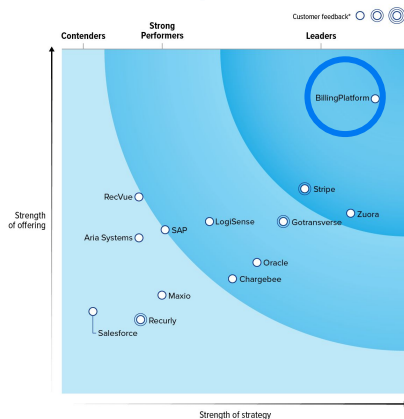 Customer feedback*
Contenders
Strong
Performers
Leaders
BillingPlatform
Stripe
RecVue
Zuora
LogiSense
Gotransverse
Strength
of offering
SAP
Aria Systems
Oracle
Chargebee
Maxio
Recurly
Salesforce
Strength of strategy